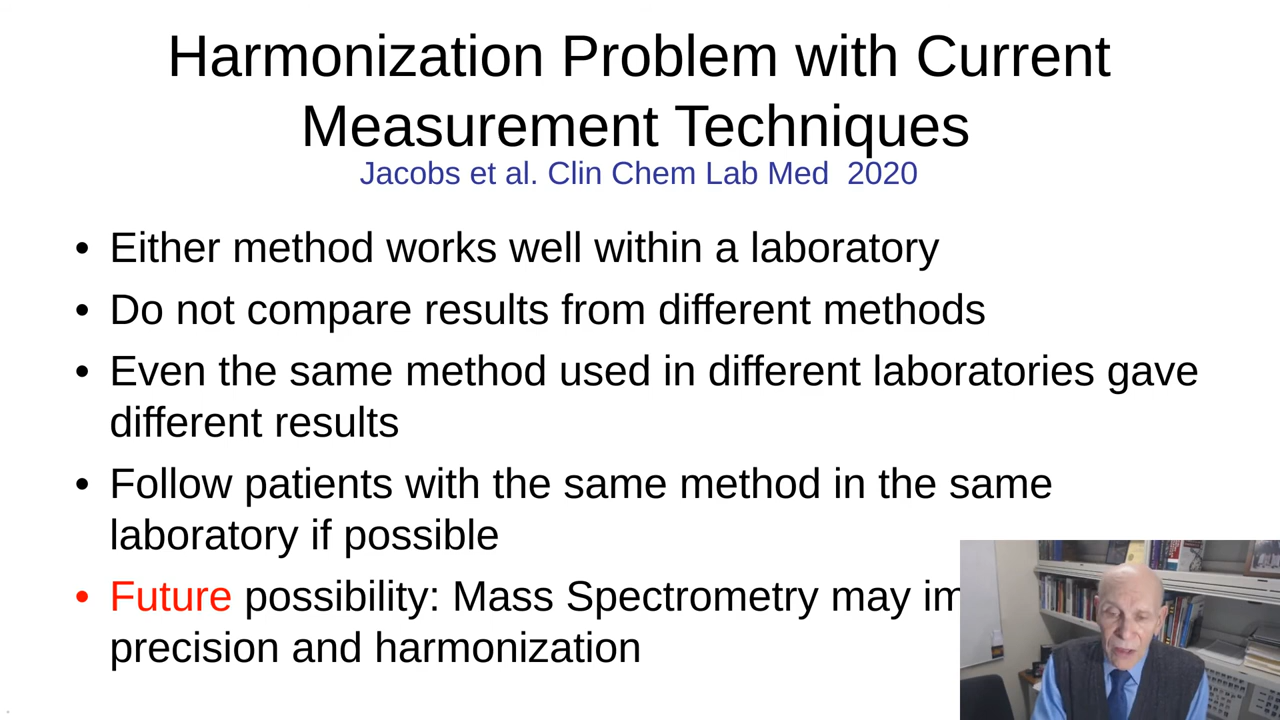 Harmonization Problem with Current
Measurement Techniques
Jacobs et al. Clin Chem Lab Med 2020
• Either method works well within a laboratory
• Do not compare results from different methods
• Even the same method used in different laboratories gave
different results
• Follow patients with the same method in the same
laboratory if possible
• Future possibility: Mass Spectrometry may
precision and harmonization